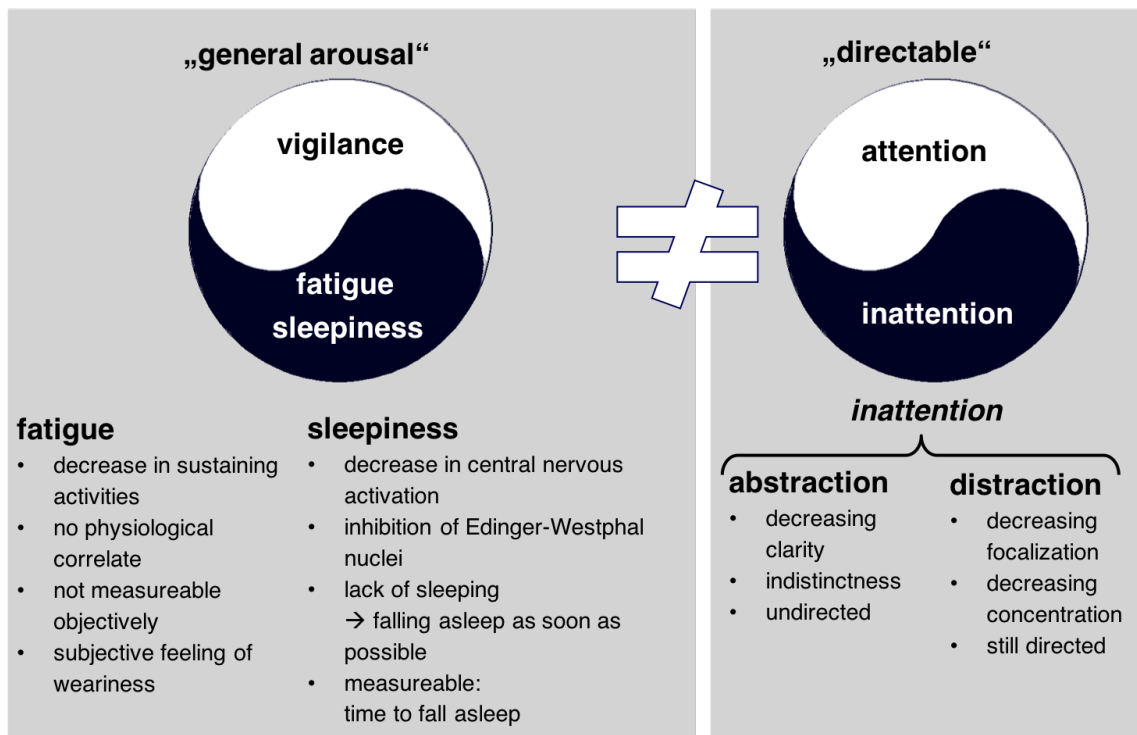 „general arousal“
vigilance
fatigue
sleepiness
≠
„directable“
attention
inattention
fatigue
• decrease in sustaining
activities
• no physiological
correlate
• not measureable
objectively
• subjective feeling of
weariness
sleepiness
• decrease in central nervous
activation
• inhibition of Edinger-Westphal
nuclei
• lack of sleeping
→ falling asleep as soon as
possible
• measureable:
time to fall asleep
inattention
abstraction
• decreasing
clarity
• indistinctness
• undirected
distraction
• decreasing
focalization
• decreasing
concentration
• still directed